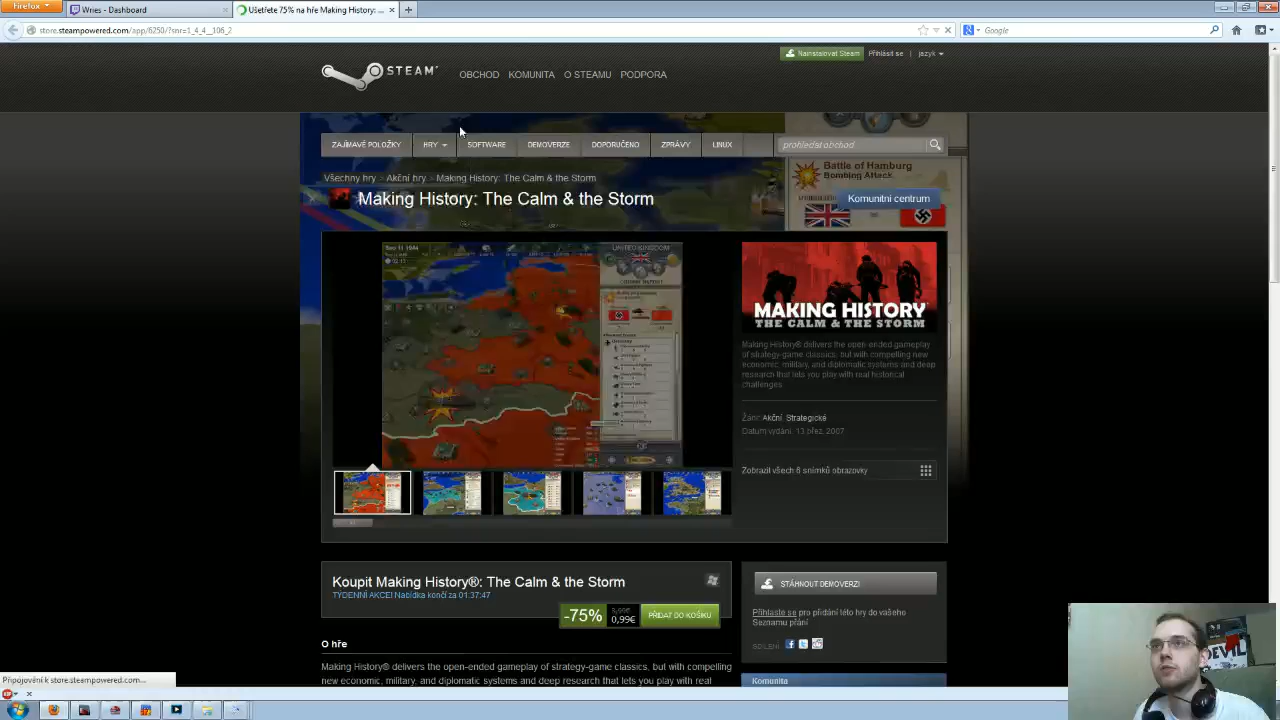 Firefox
Wries - Dashboard
Ušetřete 75% na hře Making History: ...
store.steampowered.com/app/6250/?snr=1_4_4__106_2
Google
Nainstalovat Steam
Přihlásit se | jazyk
STEAM
OBCHOD KOMUNITA O STEAMU PODPORA
ZAJÍMAVÉ POLOŽKY HRY SOFTWARE DEMOVERZE DOPORUČENO ZPRÁVY LINUX
prohledat obchod
Battle of Hamburg
Bombing Attack
Všechny hry > Akční hry > Making History: The Calm & the Storm
Making History: The Calm & the Storm
Komunitní centrum
UNITED KINGDOM
MAKING HISTORY
THE CALM & THE STORM
Making History® delivers the open-ended gameplay
of strategy-game classics, but with compelling new
economic, military, and diplomatic systems and deep
research that lets you play with real historical
challenges.
Žánr: Akční, Strategické
Datum vydání: 13.břez. 2007
Zobrazit všech 6 snímků obrazovky
Koupit Making History®: The Calm & the Storm
TÝDENNÍ AKCE! Nabídka končí za 01:37:47
-75%
0,99€
PŘIDAT DO KOŠÍKU
STÁHNOUT DEMOVERZI
Přihlaste se pro přidání této hry do vašeho
Seznamu přání
SDÍLENÍ:
O hře
Making History® delivers the open-ended gameplay of strategy-game classics, but with compelling
new economic, military, and diplomatic systems and deep research that lets you play with real
Komunita
Připojování k store.steampowered.com...
DEVIL